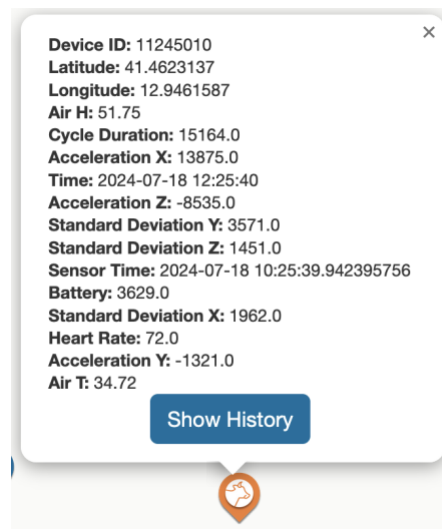 ×
Device ID: 11245010
Latitude: 41.4623137
Longitude: 12.9461587
Air H: 51.75
Cycle Duration: 15164.0
Acceleration X: 13875.0
Time: 2024-07-18 12:25:40
Acceleration Z: -8535.0
Standard Deviation Y: 3571.0
Standard Deviation Z: 1451.0
Sensor Time: 2024-07-18 10:25:39.942395756
Battery: 3629.0
Standard Deviation X: 1962.0
Heart Rate: 72.0
Acceleration Y: -1321.0
Air T: 34.72
Show History